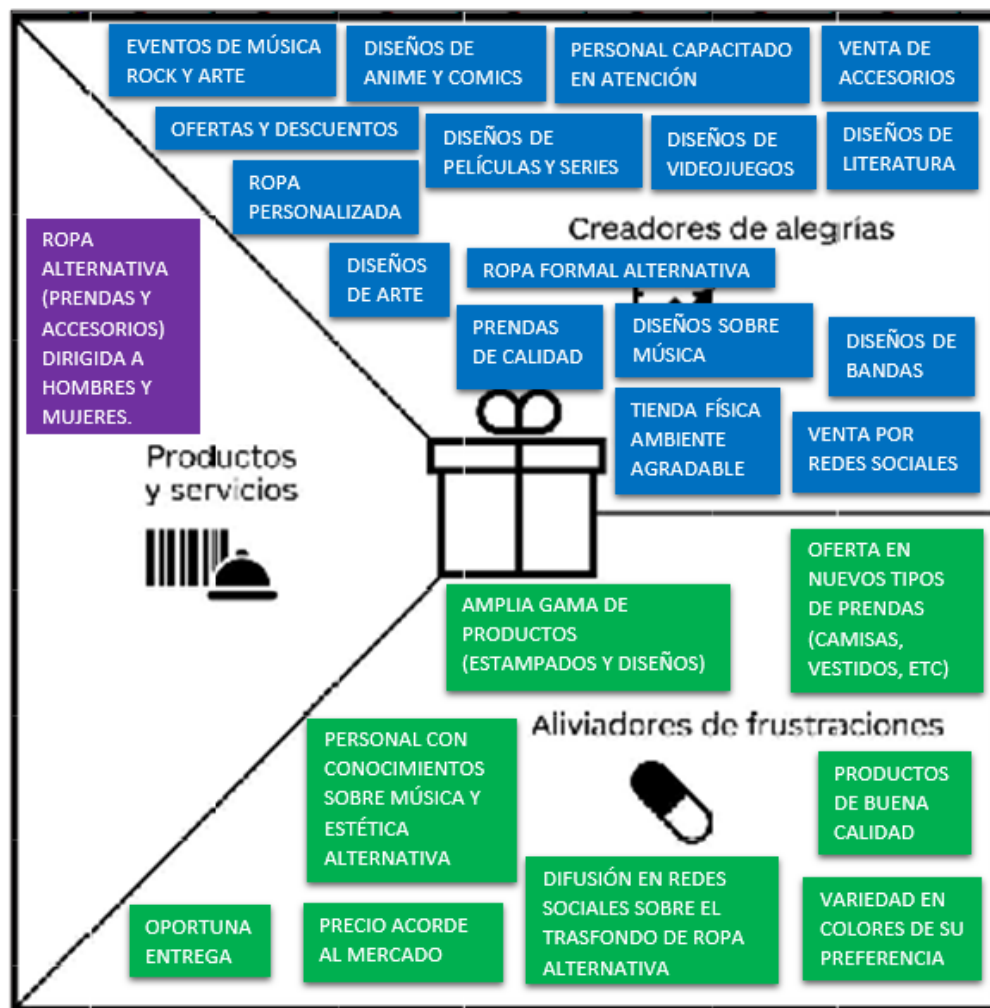 EVENTOS DE MÚSICA
ROCK Y ARTE
DISEÑOS DE
ANIME Y COMICS
PERSONAL CAPACITADO
EN ATENCIÓN
VENTA DE
ACCESORIOS
OFERTAS Y DESCUENTOS
DISEÑOS DE
PELÍCULAS Y SERIES
DISEÑOS DE
VIDEOJUEGOS
DISEÑOS DE
LITERATURA
ROPA
PERSONALIZADA
Creadores de alegrías
ROPA
ALTERNATIVA
(PRENDAS Y
ACCESORIOS)
DIRIGIDA A
HOMBRES Y
MUJERES.
DISEÑOS
DE ARTE
ROPA FORMAL ALTERNATIVA
PRENDAS
DE CALIDAD
DISEÑOS SOBRE
MÚSICA
DISEÑOS DE
BANDAS
TIENDA FÍSICA
AMBIENTE
AGRADABLE
VENTA POR
REDES SOCIALES
Productos
y servicios
OFERTA EN
NUEVOS TIPOS
DE PRENDAS
(CAMISAS,
VESTIDOS, ETC)
AMPLIA GAMA DE
PRODUCTOS
(ESTAMPADOS Y DISEÑOS)
Aliviadores de frustraciones
PERSONAL CON
CONOCIMIENTOS
SOBRE MÚSICA Y
ESTÉTICA
ALTERNATIVA
PRODUCTOS
DE BUENA
CALIDAD
OPORTUNA
ENTREGA
PRECIO ACORDE
AL MERCADO
DIFUSIÓN EN REDES
SOCIALES SOBRE EL
TRASFONDO DE ROPA
ALTERNATIVA
VARIEDAD EN
COLORES DE SU
PREFERENCIA